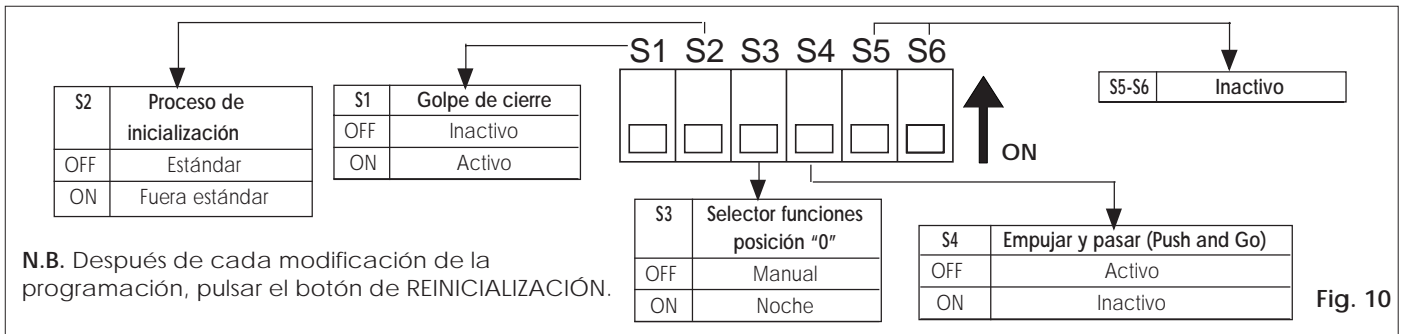 S1 S2 S3 S4 S5 S6
ON
S2 Proceso de
inicialización
OFF Estándar
ON Fuera estándar
S1 Golpe de cierre
OFF Inactivo
ON Activo
S5-S6 Inactivo
S3 Selector funciones
posición “0”
OFF Manual
ON Noche
S4 Empujar y pasar (Push and Go)
OFF Activo
ON Inactivo
N.B. Después de cada modificación de la
programación, pulsar el botón de REINICIALIZACIÓN.
Fig. 10